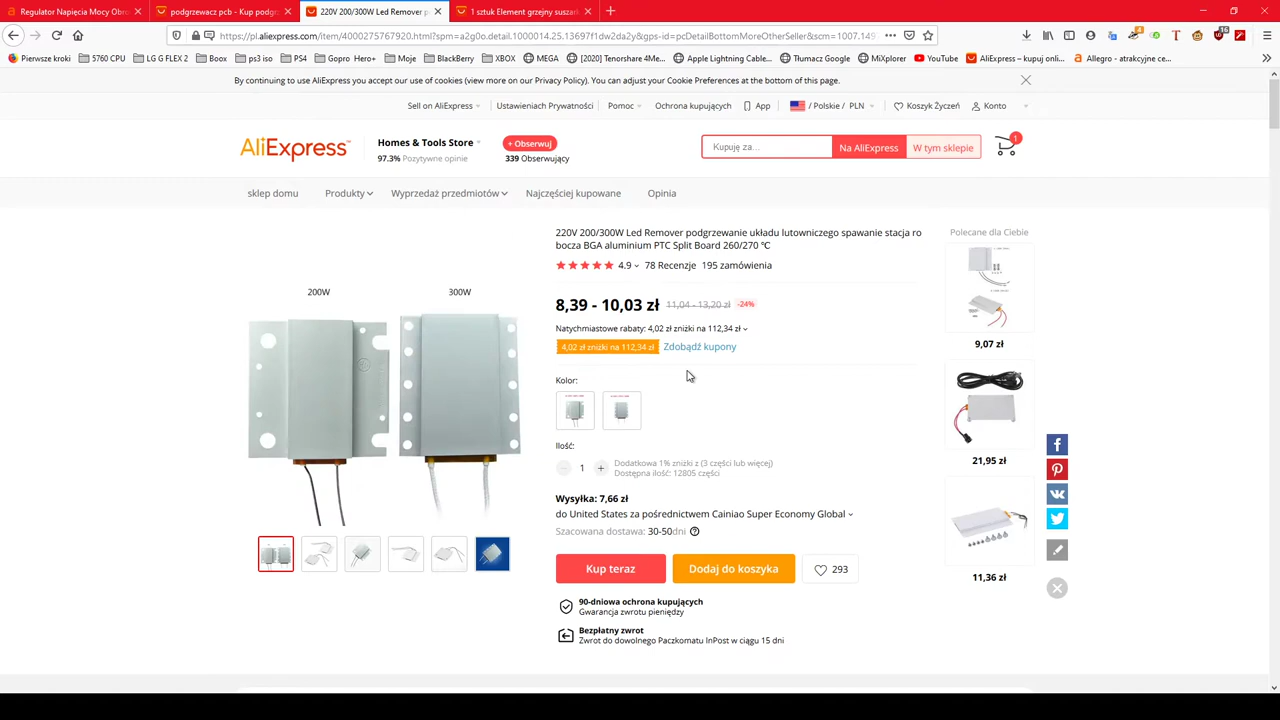 Regulator Napięcia Mocy Obro
podgrzewacz pcb - Kup podgrz
220V 200/300W Led Remover p
1 sztuk Element grzejny suszark
https://pl.aliexpress.com/item/4000275767920.html?spm=a2g0o.detail.1000014.25.13697f1dw2da2y&gps-id=pcDetailBottomMoreOtherSeller&scm=1007.149
Pierwsze kroki 5760 CPU LG G FLEX 2 Boox ps3 iso PS4 Gopro Hero+ Moje BlackBerry XBOX MEGA [2020] Tenorshare 4Me... Apple Lightning Cable... Tłumacz Google MiXplorer YouTube AliExpress – kupuj onli... Allegro - atrakcyjne ce...
By continuing to use AliExpress you accept our use of cookies (view more on our Privacy Policy). You can adjust your Cookie Preferences at the bottom of this page.
Sell on AliExpress Ustawieniach Prywatności Pomoc Ochrona kupujących App / Polskie / PLN Koszyk Życzeń Konto
AliExpress
Homes & Tools Store
97.3% Pozytywne opinie
+ Obserwuj
339 Obserwujący
Kupuję za...
Na AliExpress
W tym sklepie
1
sklep domu Produkty Wyprzedaż przedmiotów Najczęściej kupowane Opinia
220V 200/300W Led Remover podgrzewanie układu lutowniczego spawanie stacja ro
bocza BGA aluminium PTC Split Board 260/270 ℃
4.9 78 Recenzje 195 zamówienia
200W 300W
8,39 - 10,03 zł 11,04 - 13,20 zł -24%
Natychmiastowe rabaty: 4,02 zł zniżki na 112,34 zł
4,02 zł zniżki na 112,34 zł Zdobądź kupony
Kolor:
Ilość:
1
Dodatkowa 1% zniżki z (3 części lub więcej)
Dostępna ilość: 12805 części
Wysyłka: 7,66 zł
do United States za pośrednictwem Cainiao Super Economy Global
Szacowana dostawa: 30-50dni
Kup teraz
Dodaj do koszyka
293
90-dniowa ochrona kupujących
Gwarancja zwrotu pieniędzy
Bezpłatny zwrot
Zwrot do dowolnego Paczkomatu InPost w ciągu 15 dni
Polecane dla Ciebie
9,07 zł
21,95 zł
11,36 zł